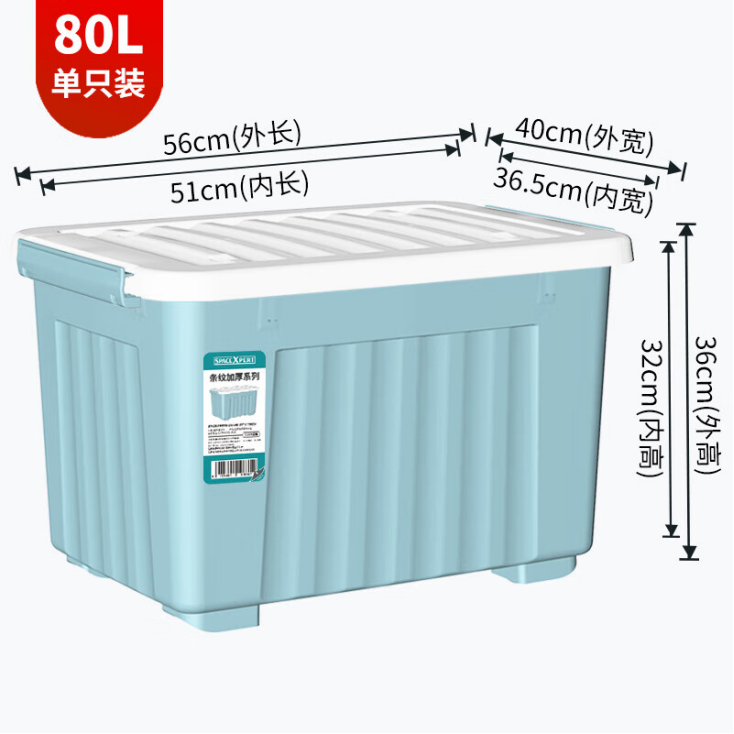 80L
单只装
56cm(外长)
51cm(内长)
40cm(外宽)
36.5cm(内宽)
32cm(内高)
36cm(外高)
SPACEXPERT
条纹加厚系列